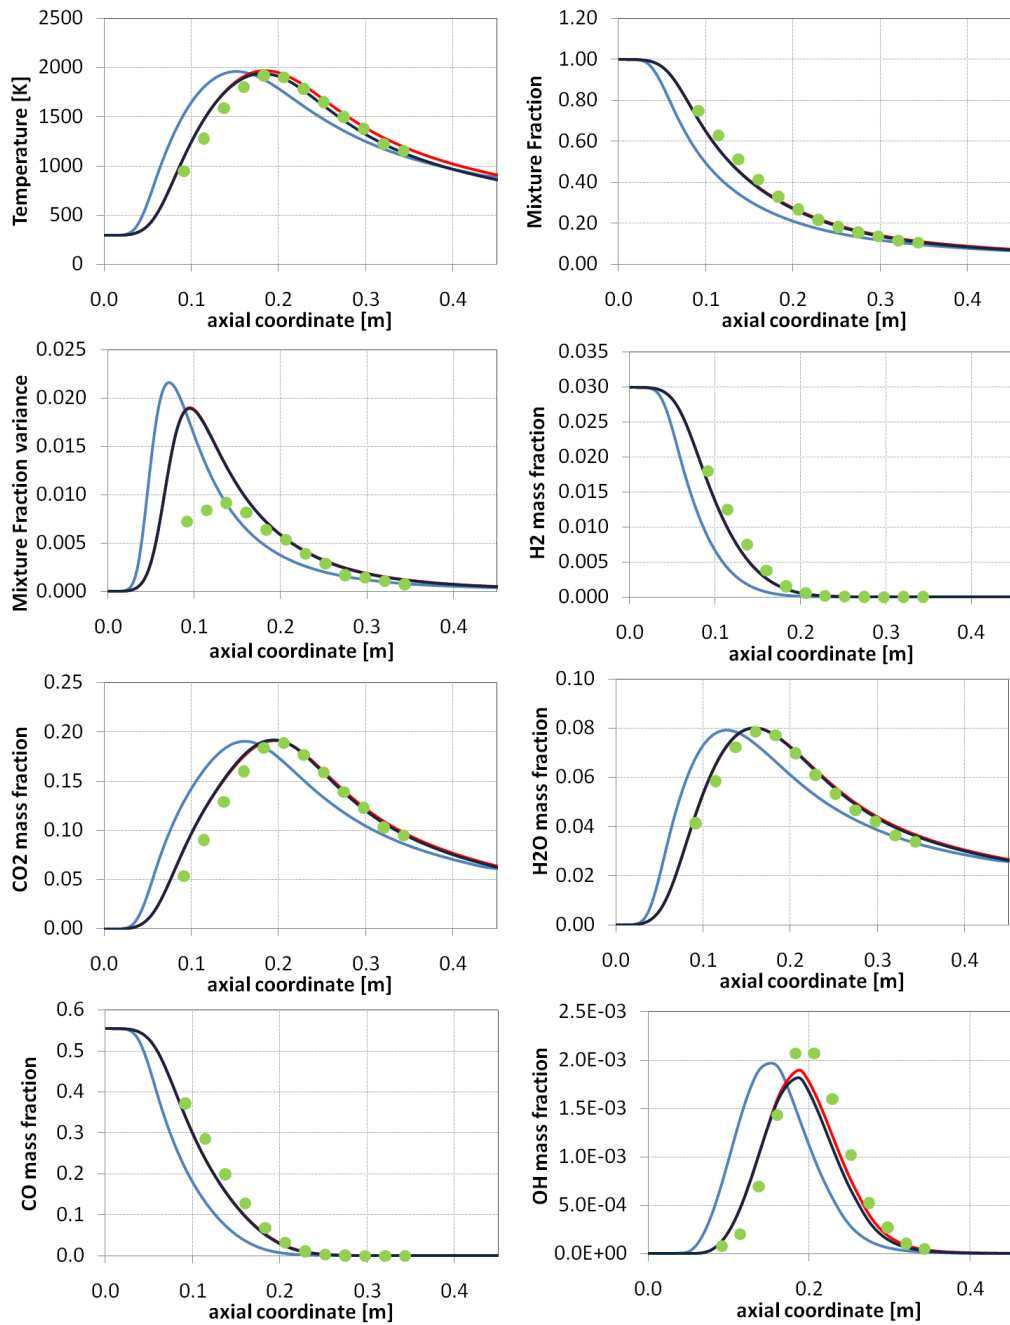 Temperature [K]
2500
2000
1500
1000
500
0
0.0 0.1 0.2 0.3 0.4
axial coordinate [m]
Mixture Fraction
1.20
1.00
0.80
0.60
0.40
0.20
0.00
0.0 0.1 0.2 0.3 0.4
axial coordinate [m]
Mixture Fraction variance
0.025
0.020
0.015
0.010
0.005
0.000
0.0 0.1 0.2 0.3 0.4
axial coordinate [m]
H2 mass fraction
0.035
0.030
0.025
0.020
0.015
0.010
0.005
0.000
0.0 0.1 0.2 0.3 0.4
axial coordinate [m]
CO2 mass fraction
0.25
0.20
0.15
0.10
0.05
0.00
0.0 0.1 0.2 0.3 0.4
axial coordinate [m]
H2O mass fraction
0.10
0.08
0.06
0.04
0.02
0.00
0.0 0.1 0.2 0.3 0.4
axial coordinate [m]
CO mass fraction
0.6
0.5
0.4
0.3
0.2
0.1
0.0
0.0 0.1 0.2 0.3 0.4
axial coordinate [m]
OH mass fraction
2.5E-03
2.0E-03
1.5E-03
1.0E-03
5.0E-04
0.0E+00
0.0 0.2 0.4
axial coordinate [m]